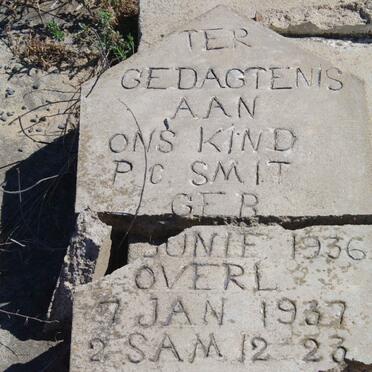 TER
GEDAGTENIS
AAN
ONS KIND
P.C. SMIT
GEB
JUNIE 1936
OVERL
7 JAN. 1937
2 SAM 12 - 23